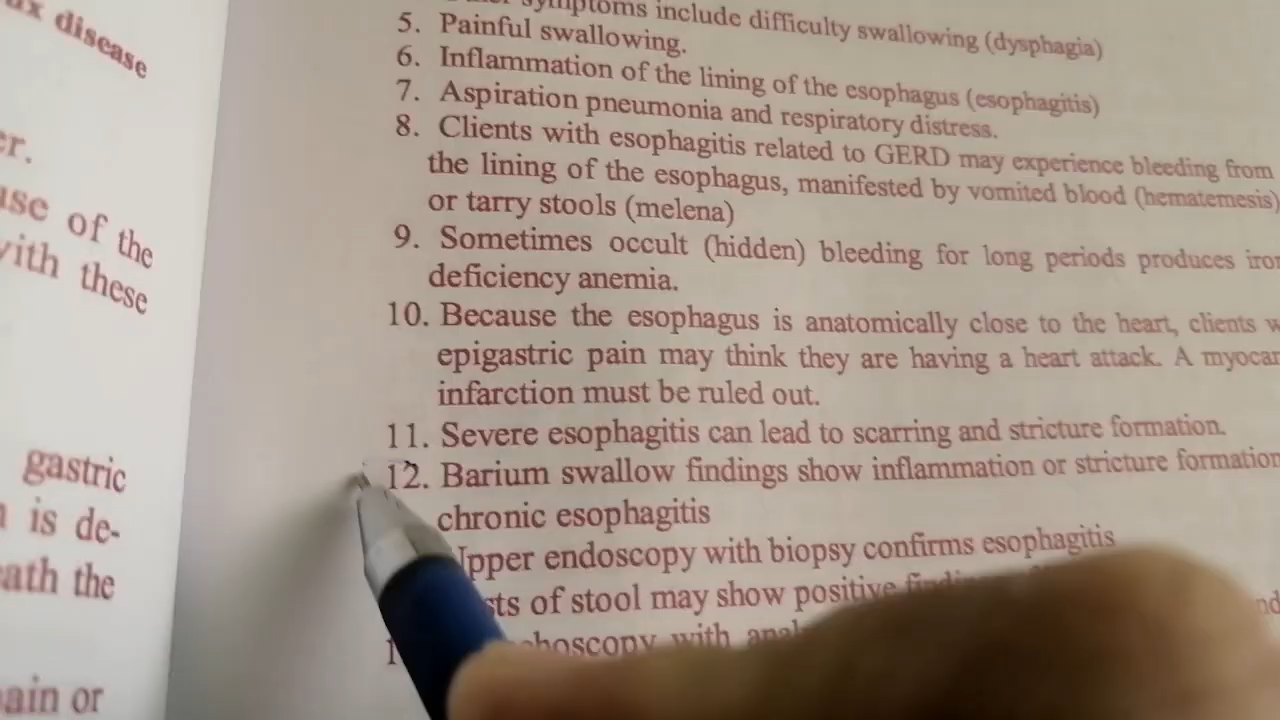 ux disease
er.
use of the
with these
gastric
is de-
ath the
ain or
symptoms include difficulty swallowing (dysphagia)
5. Painful swallowing.
6. Inflammation of the lining of the esophagus (esophagitis)
7. Aspiration pneumonia and respiratory distress.
8. Clients with esophagitis related to GERD may experience bleeding from
the lining of the esophagus, manifested by vomited blood (hematemesis)
or tarry stools (melena)
9. Sometimes occult (hidden) bleeding for long periods produces iron
deficiency anemia.
10. Because the esophagus is anatomically close to the heart, clients w
epigastric pain may think they are having a heart attack. A myocar
infarction must be ruled out.
11. Severe esophagitis can lead to scarring and stricture formation.
12. Barium swallow findings show inflammation or stricture formation
chronic esophagitis
Upper endoscopy with biopsy confirms esophagitis
sts of stool may show positive
hoscopy with